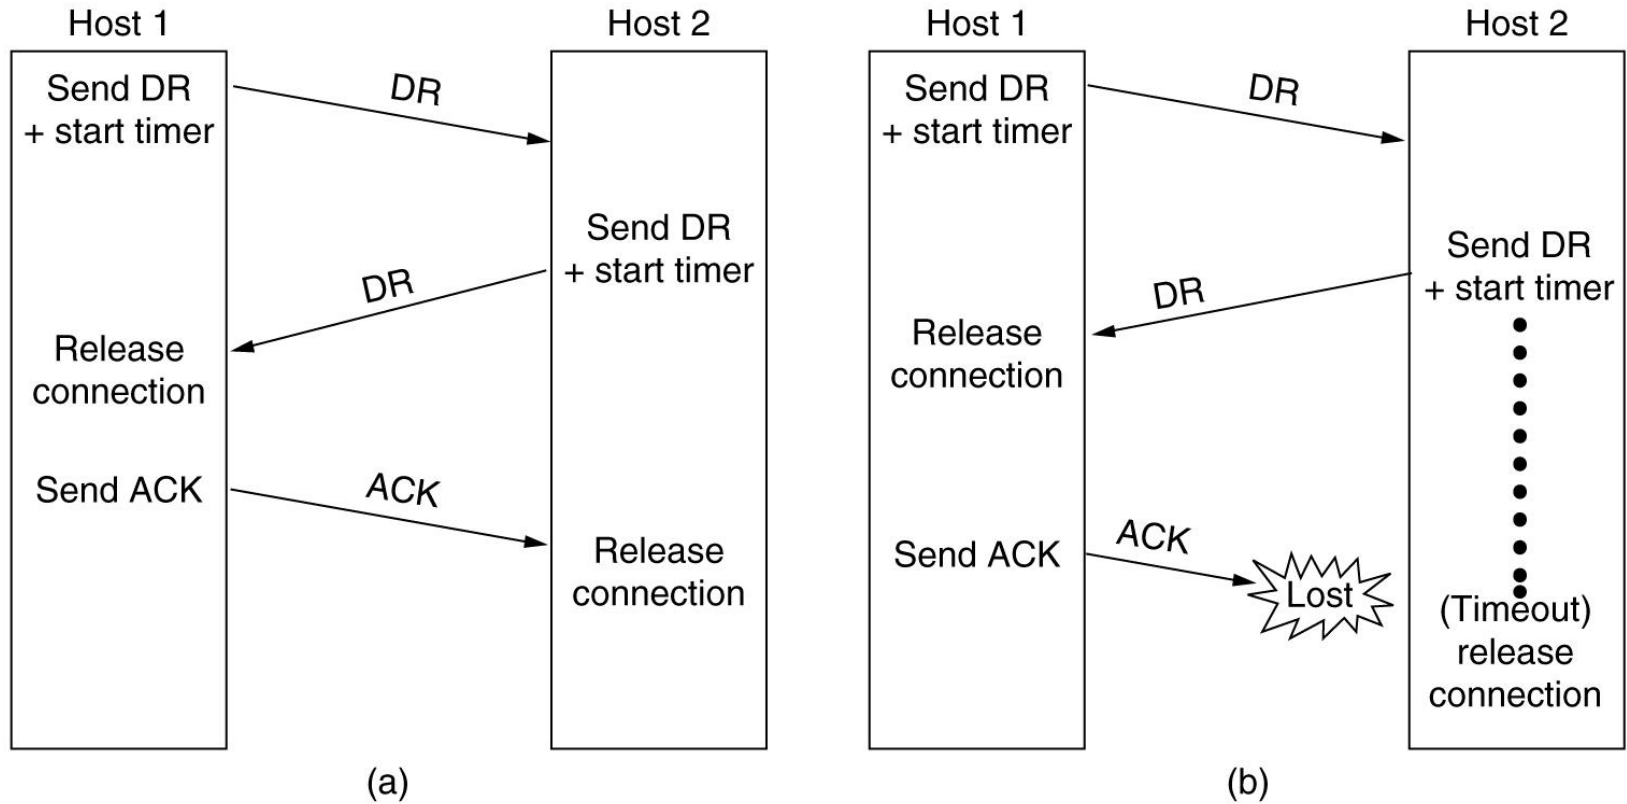 Host 1
Host 2
Send DR
+ start timer
DR
Send DR
+ start timer
DR
Release
connection
Send ACK
ACK
Release
connection
(a)
Host 1
Host 2
Send DR
+ start timer
DR
Send DR
+ start timer
DR
Release
connection
Send ACK
ACK
Lost
(Timeout)
release
connection
(b)